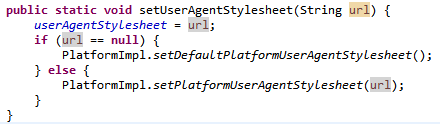 public static void setUserAgentStylesheet(String url) {
    userAgentStylesheet = url;
    if (url == null) {
        PlatformImpl.setDefaultPlatformUserAgentStylesheet();
    } else {
        PlatformImpl.setPlatformUserAgentStylesheet(url);
    }
}